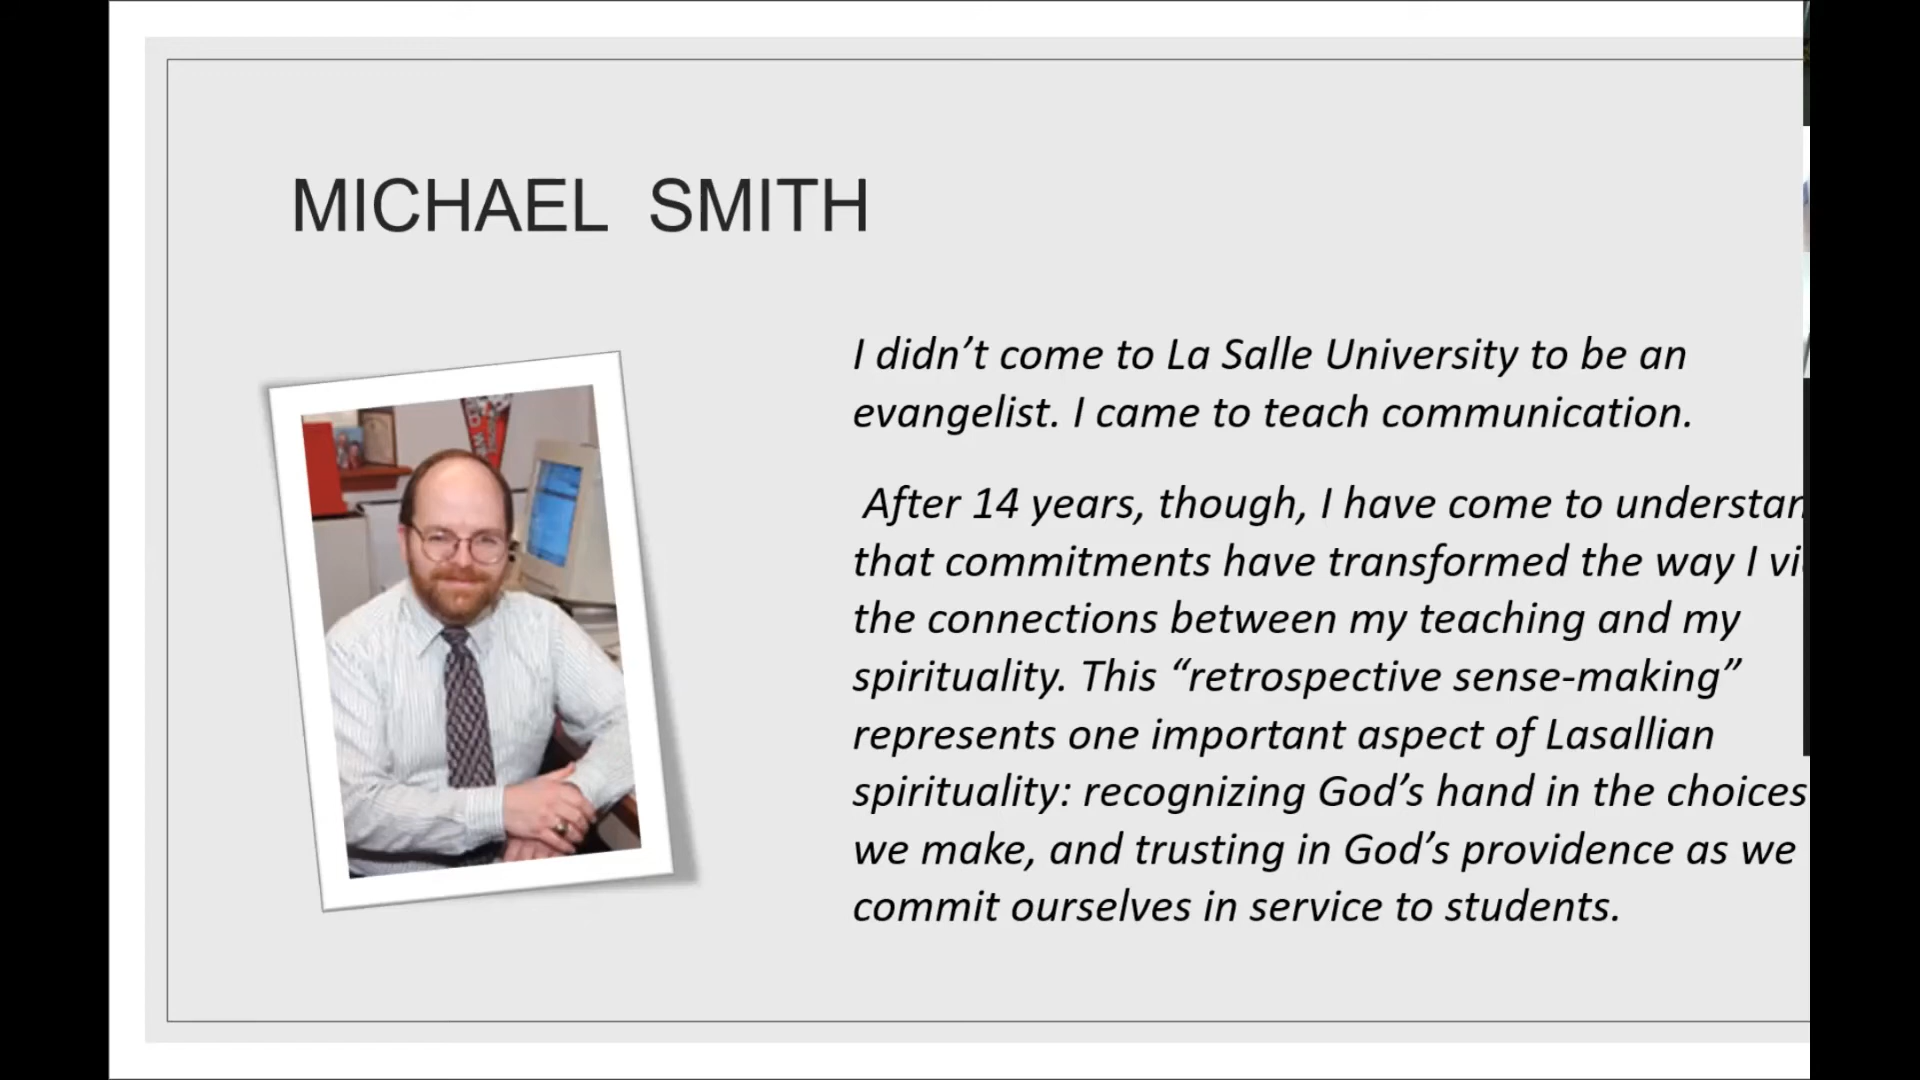 MICHAEL SMITH
I didn’t come to La Salle University to be an
evangelist. I came to teach communication.
After 14 years, though, I have come to understan
that commitments have transformed the way I vi
the connections between my teaching and my
spirituality. This “retrospective sense-making”
represents one important aspect of Lasallian
spirituality: recognizing God’s hand in the choices
we make, and trusting in God’s providence as we
commit ourselves in service to students.